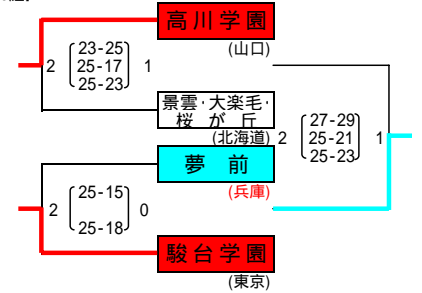 高川学園
(山口)
2 23-25 25-17 25-23 1
景雲・大楽毛・
桜が丘
(北海道)
2 27-29 25-21 25-23 1
夢前
(兵庫)
2 25-15 25-18 0
駿台学園
(東京)